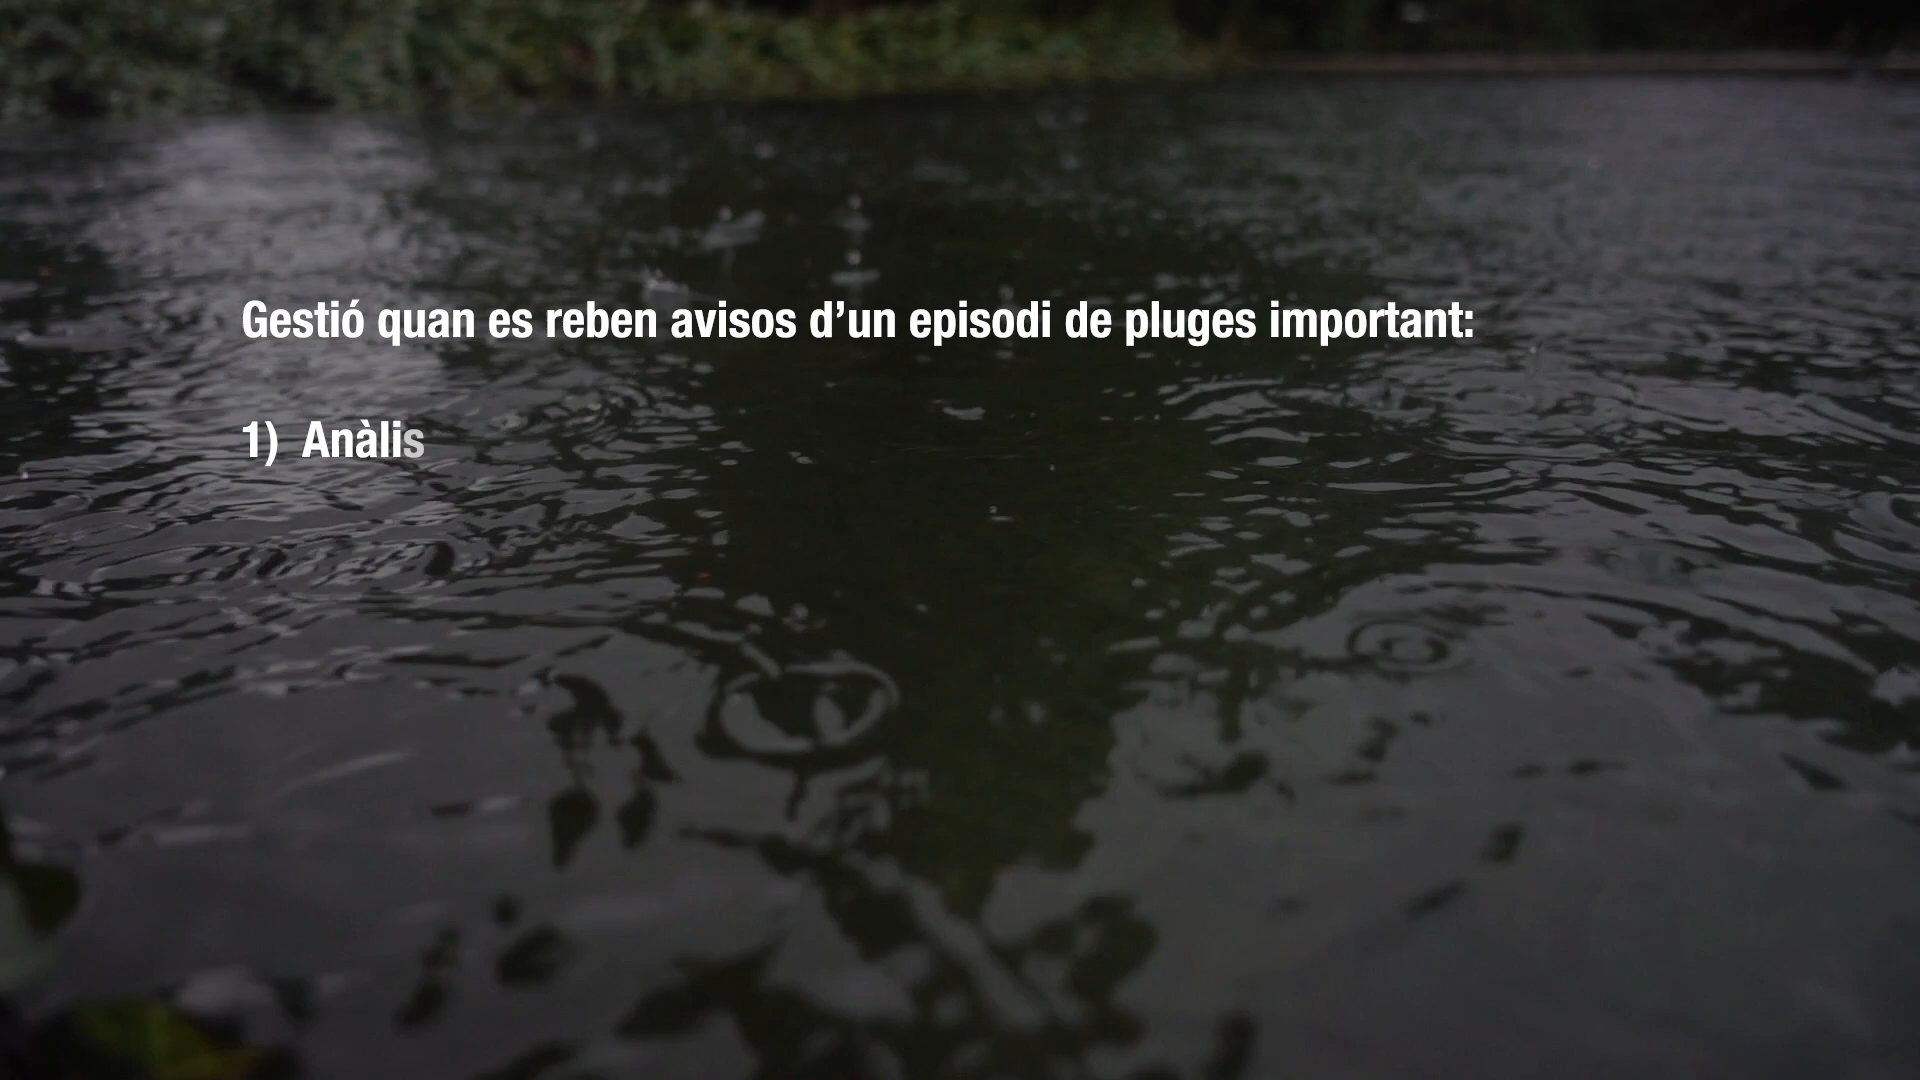 Gestió quan es reben avisos d’un episodi de pluges important:
1) Anàlis